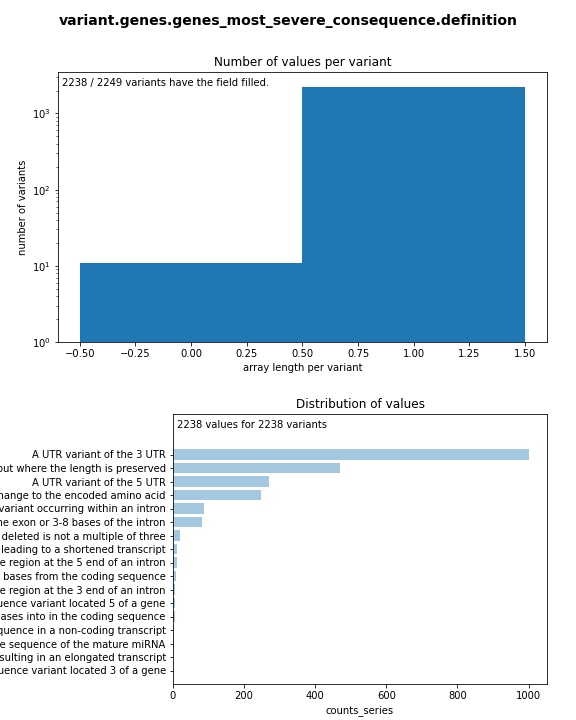 variant.genes.genes_most_severe_consequence.definition
Number of values per variant
2238 / 2249 variants have the field filled.
number of variants
10³
10²
10¹
10⁰
−0.50 −0.25 0.00 0.25 0.50 0.75 1.00 1.25 1.50
array length per variant
Distribution of values
2238 values for 2238 variants
A UTR variant of the 3 UTR
out where the length is preserved
A UTR variant of the 5 UTR
hange to the encoded amino acid
variant occurring within an intron
exon or 3-8 bases of the intron
deleted is not a multiple of three
leading to a shortened transcript
region at the 5 end of an intron
bases from the coding sequence
region at the 3 end of an intron
uence variant located 5 of a gene
ases into in the coding sequence
quence in a non-coding transcript
sequence of the mature miRNA
sulting in an elongated transcript
uence variant located 3 of a gene
0 200 400 600 800 1000
counts_series